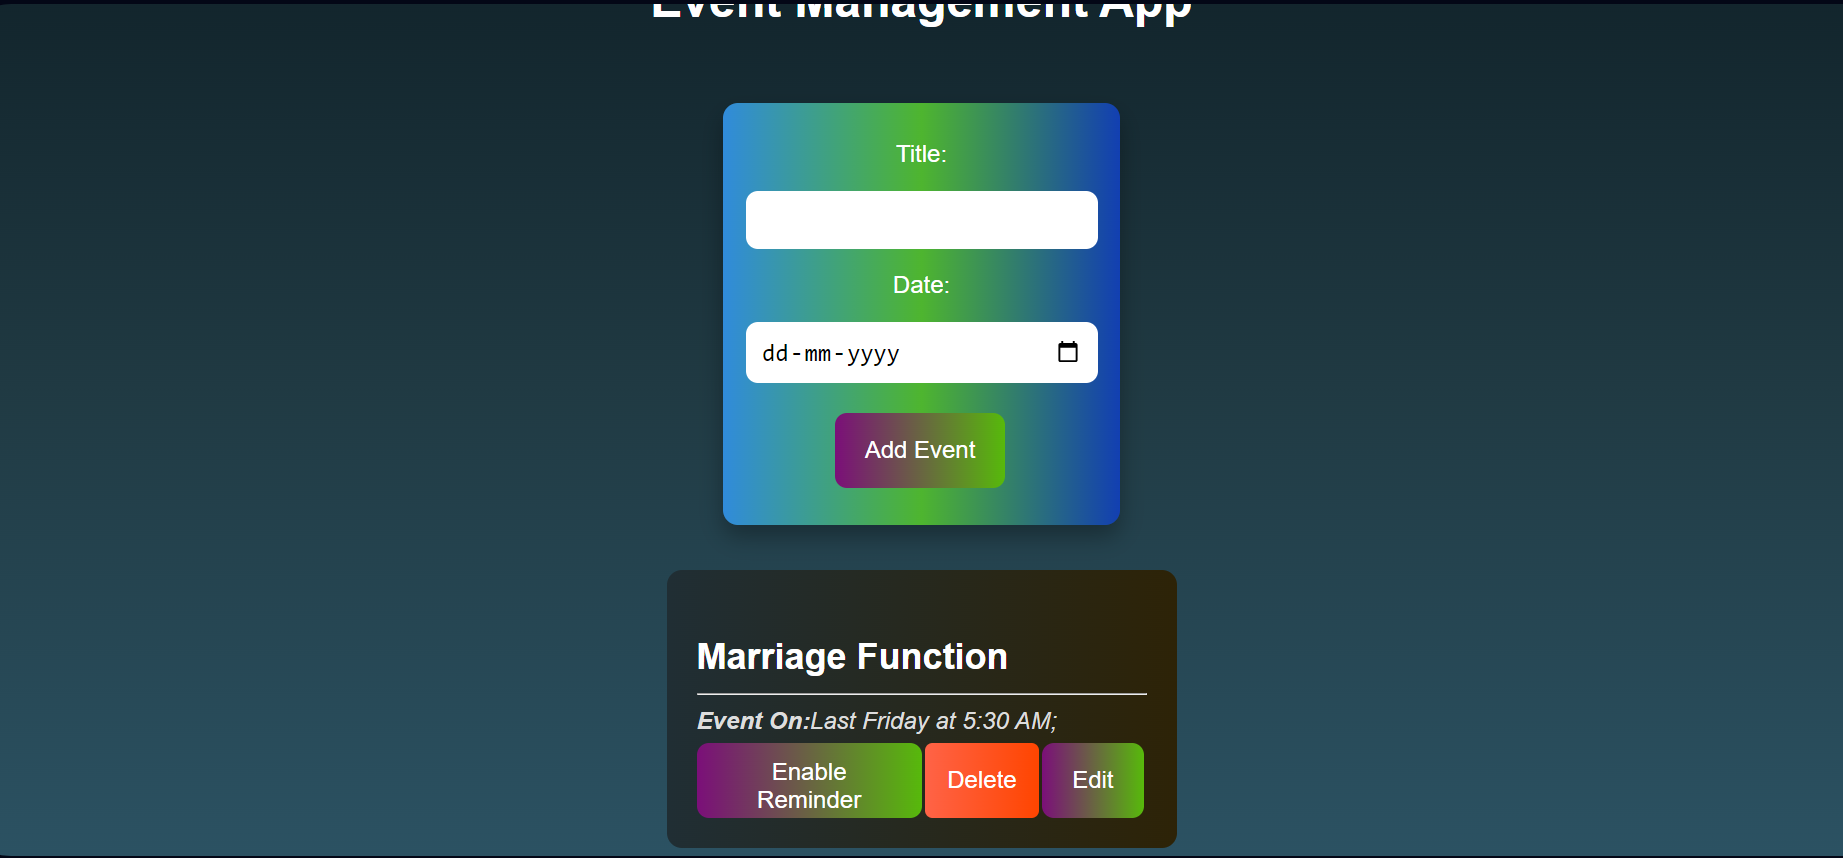 Event Management App
Title:
Date:
dd-mm-yyyy
Add Event
Marriage Function
Event On:Last Friday at 5:30 AM;
Enable
Reminder
Delete
Edit